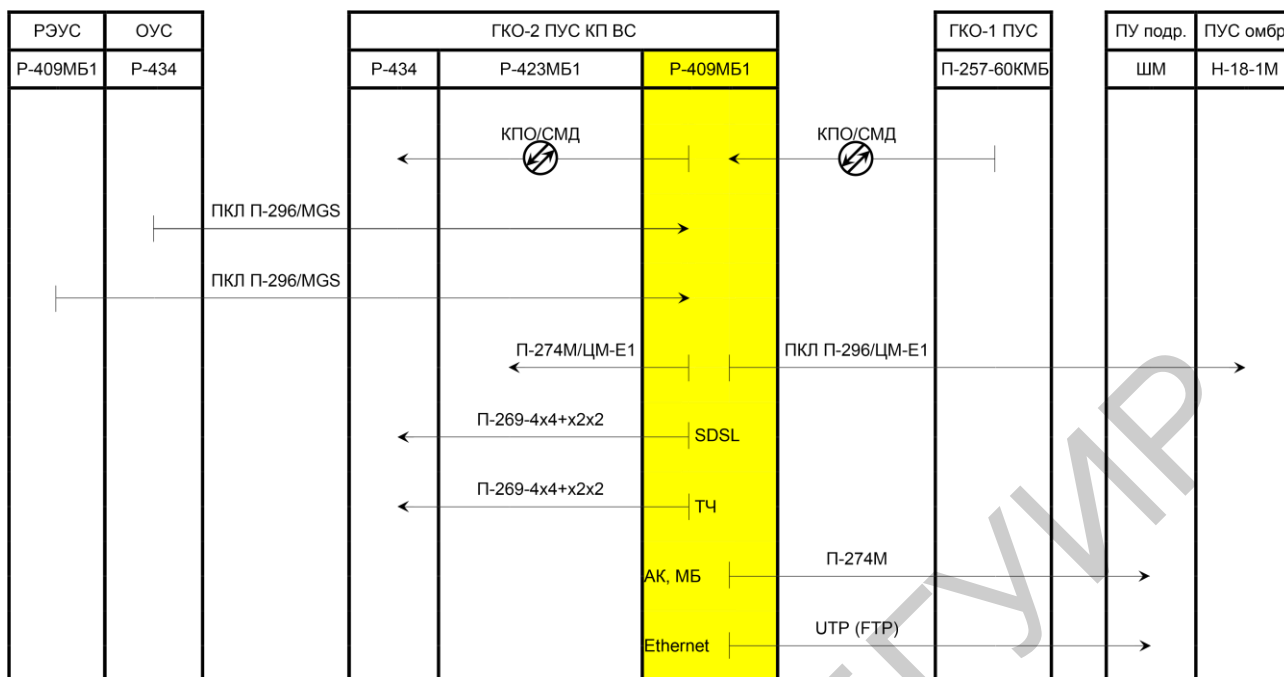 РЭУС ОУС ГКО-2 ПУС КП ВС ГКО-1 ПУС ПУ подр. ПУС омбр
Р-409МБ1 Р-434 Р-434 Р-423МБ1 Р-409МБ1 П-257-60КМБ ШМ Н-18-1М
КПО/СМД КПО/СМД
ПКЛ П-296/MGS
ПКЛ П-296/MGS
П-274М/ЦМ-Е1 ПКЛ П-296/ЦМ-Е1
П-269-4х4+х2х2
SDSL
П-269-4х4+х2х2
ТЧ
П-274М
АК, МБ
UTP (FTP)
Ethernet
БГУИР